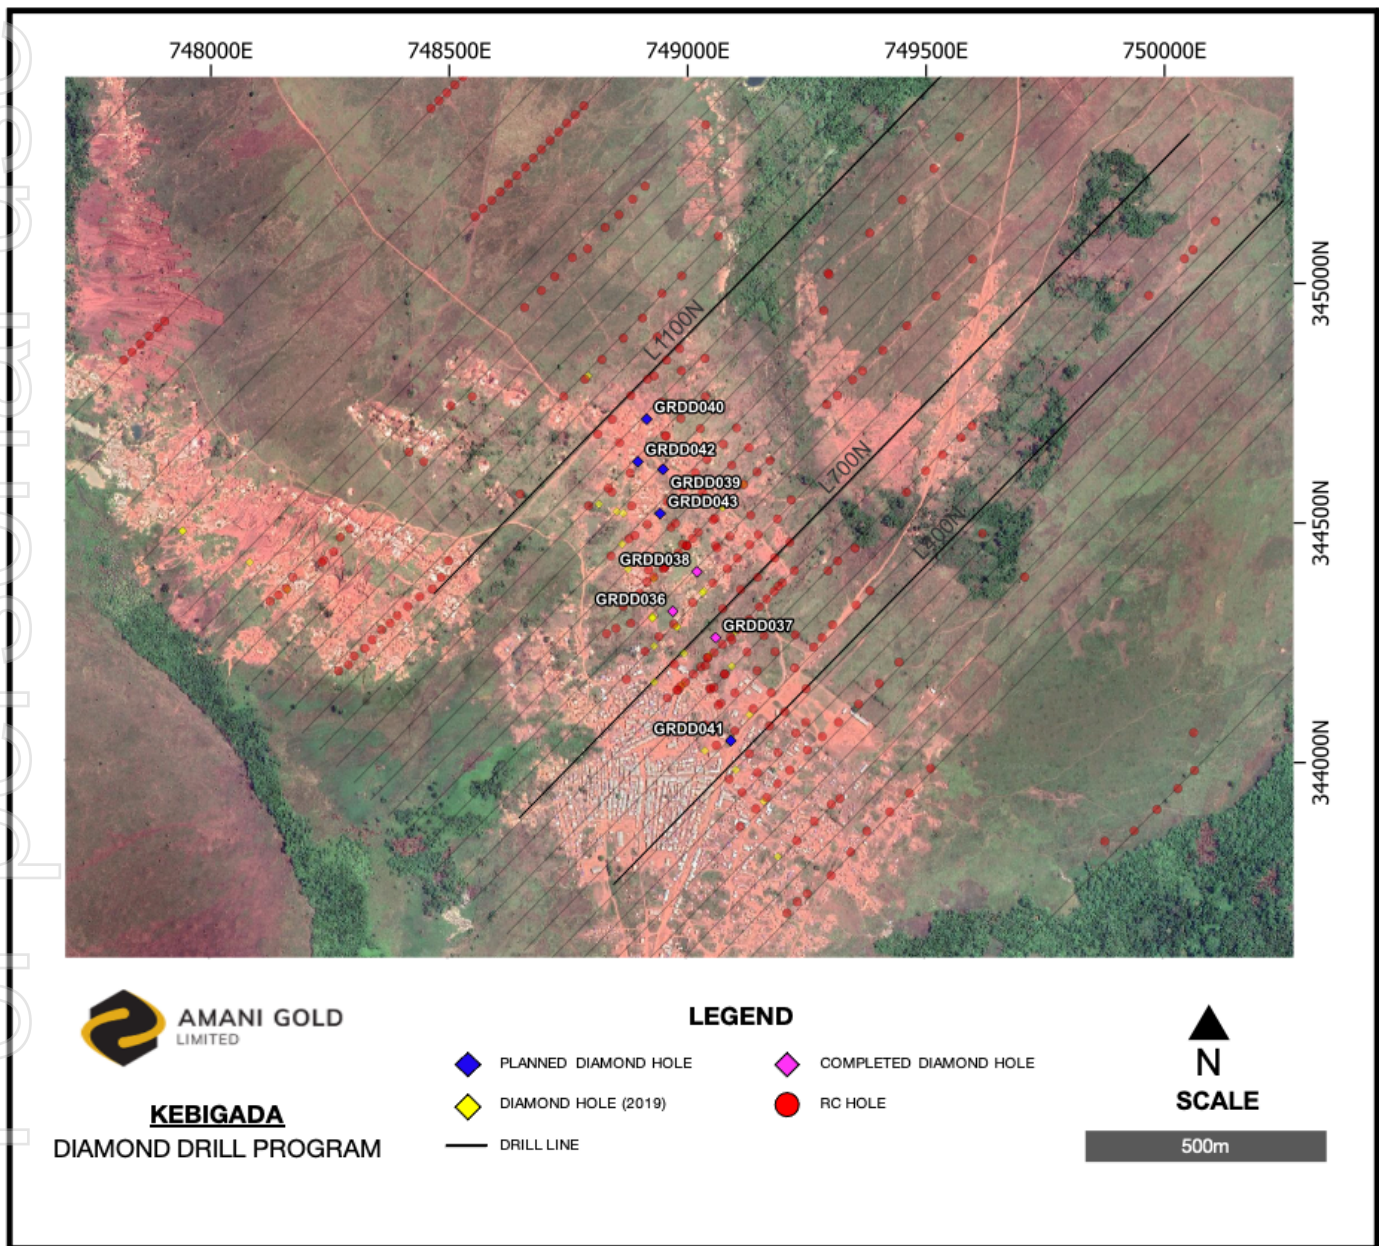 748000E 748500E 749000E 749500E 750000E
345000N
L1100N
GRDD040
GRDD042
L700N
GRDD039
GRDD043
344500N
L500N
GRDD038
GRDD036
GRDD037
GRDD041
344000N
AMANI GOLD
LIMITED
KEBIGADA
DIAMOND DRILL PROGRAM
LEGEND
PLANNED DIAMOND HOLE
COMPLETED DIAMOND HOLE
DIAMOND HOLE (2019)
RC HOLE
DRILL LINE
N
SCALE
500m